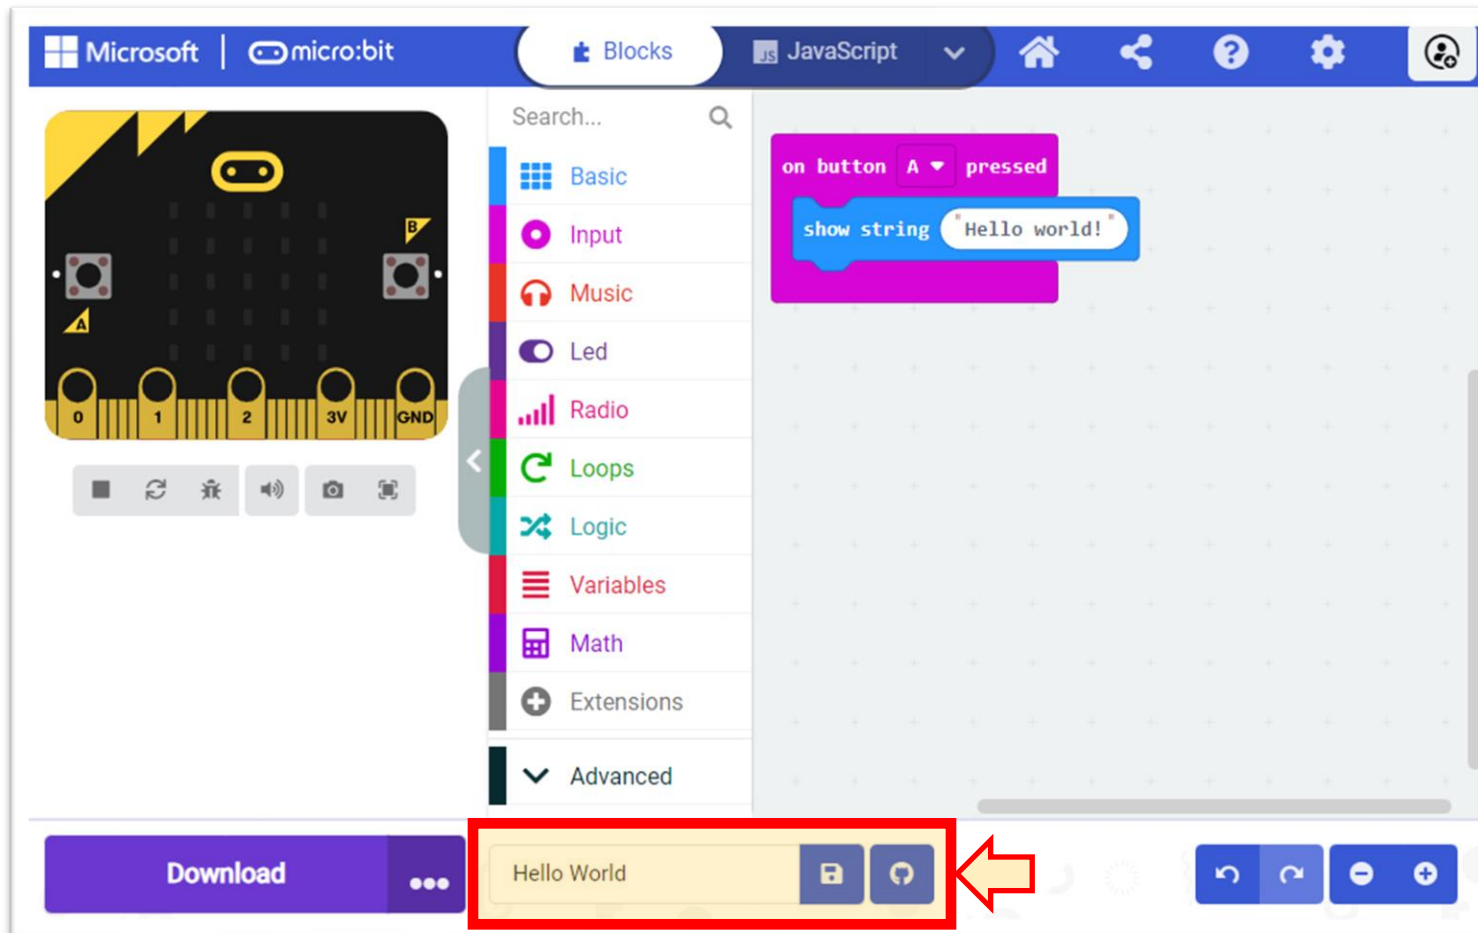 Microsoft | micro:bit
Blocks
JS JavaScript
Search...
Basic
Input
Music
Led
Radio
Loops
Logic
Variables
Math
Extensions
Advanced
B
A
0 1 2 3V GND
on button A pressed
show string "Hello world!"
Download
Hello World